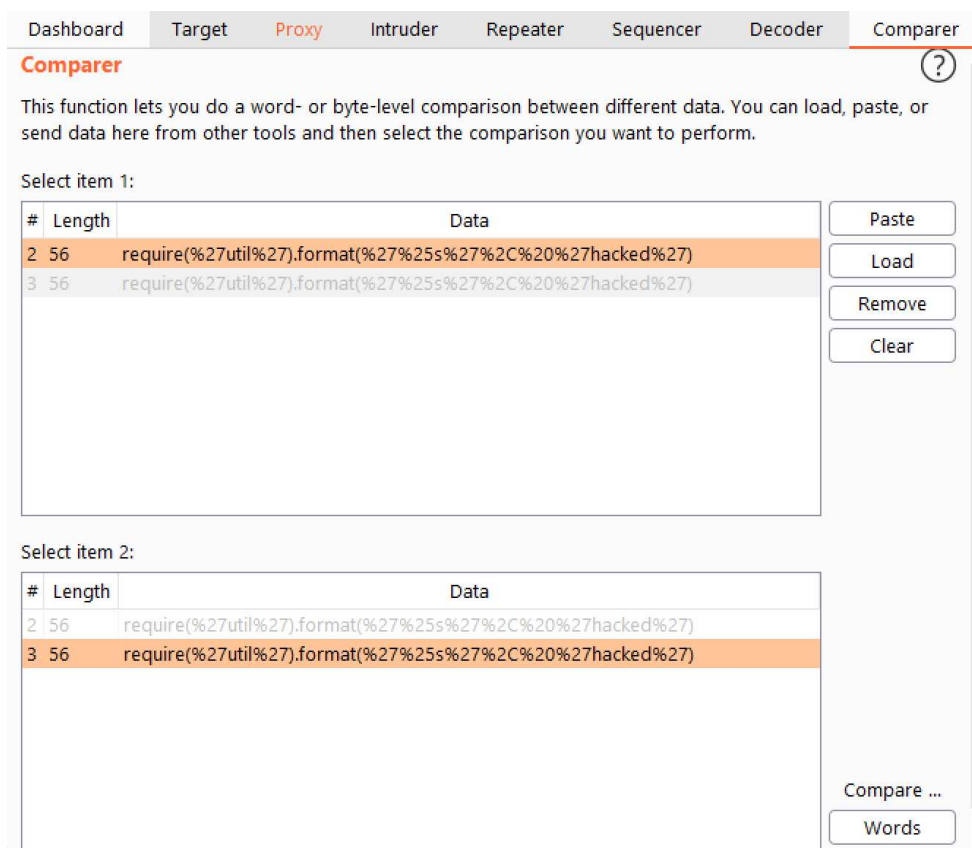 Dashboard Target Proxy Intruder Repeater Sequencer Decoder Comparer
Comparer
?
This function lets you do a word- or byte-level comparison between different data. You can load, paste, or
send data here from other tools and then select the comparison you want to perform.
Select item 1:
# Length Data
Paste
2 56 require(%27util%27).format(%27%25s%27%2C%20%27hacked%27)
Load
3 56 require(%27util%27).format(%27%25s%27%2C%20%27hacked%27)
Remove
Clear
Select item 2:
# Length Data
2 56 require(%27util%27).format(%27%25s%27%2C%20%27hacked%27)
3 56 require(%27util%27).format(%27%25s%27%2C%20%27hacked%27)
Compare ...
Words